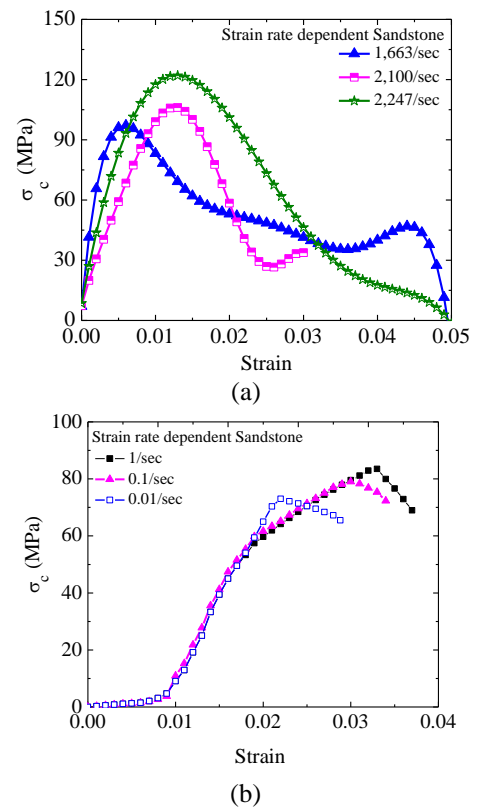 150
120
90
60
30
0
σ_c (MPa)
Strain rate dependent Sandstone
1,663/sec
2,100/sec
2,247/sec
0.00 0.01 0.02 0.03 0.04 0.05
Strain
(a)
100
80
60
40
20
0
σ_c (MPa)
Strain rate dependent Sandstone
1/sec
0.1/sec
0.01/sec
0.00 0.01 0.02 0.03 0.04
Strain
(b)